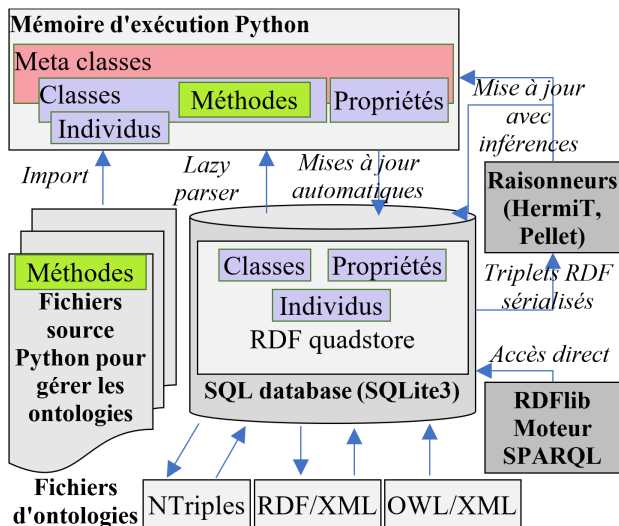 Mémoire d'exécution Python
Meta classes
Classes
Méthodes
Propriétés
Individus
Import
Lazy
parser
Mises à jour
automatiques
Mise à jour
avec
inférences
Raisonneurs
(HermiT,
Pellet)
Triplets RDF
sérialisés
Méthodes
Fichiers
source
Python pour
gérer les
ontologies
Classes
Propriétés
Individus
RDF quadstore
SQL database (SQLite3)
Accès direct
RDFlib
Moteur
SPARQL
Fichiers
d'ontologies
NTriples
RDF/XML
OWL/XML